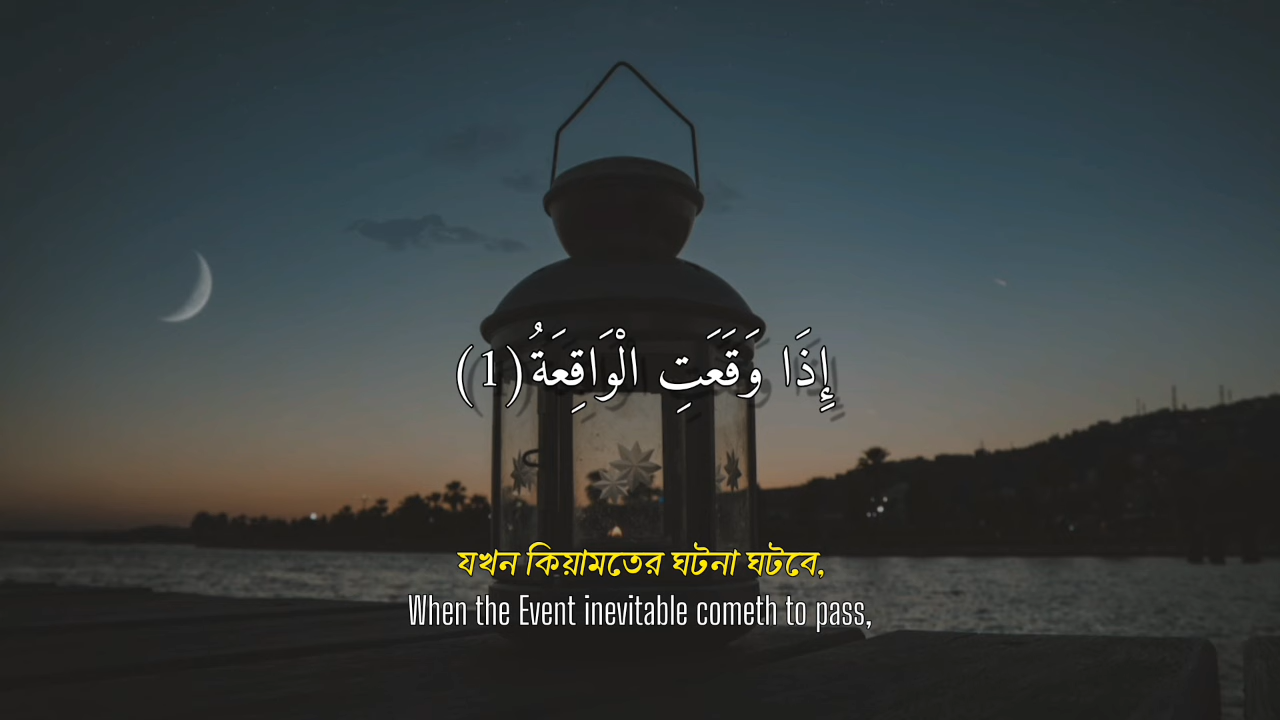 إِذَا وَقَعَتِ الْوَاقِعَةُ (1)
যখন কিয়ামতের ঘটনা ঘটবে,
When the Event inevitable cometh to pass,